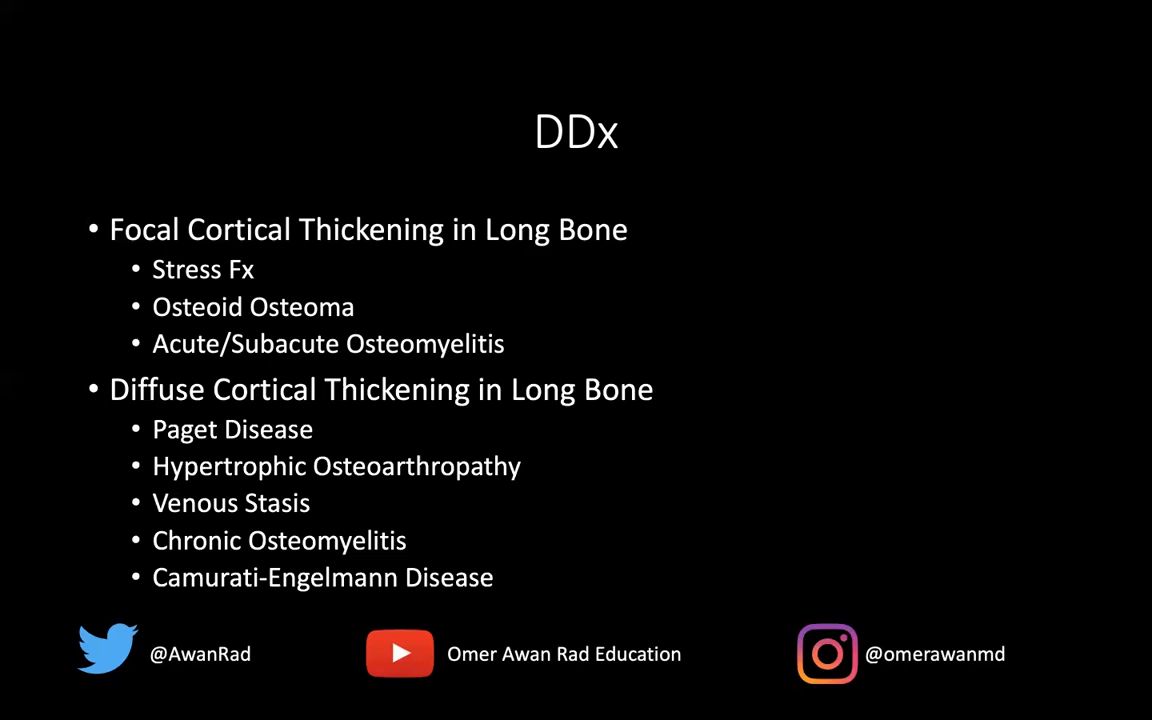 DDx
• Focal Cortical Thickening in Long Bone
• Stress Fx
• Osteoid Osteoma
• Acute/Subacute Osteomyelitis
• Diffuse Cortical Thickening in Long Bone
• Paget Disease
• Hypertrophic Osteoarthropathy
• Venous Stasis
• Chronic Osteomyelitis
• Camurati-Engelmann Disease
@AwanRad
Omer Awan Rad Education
@omerawanmd